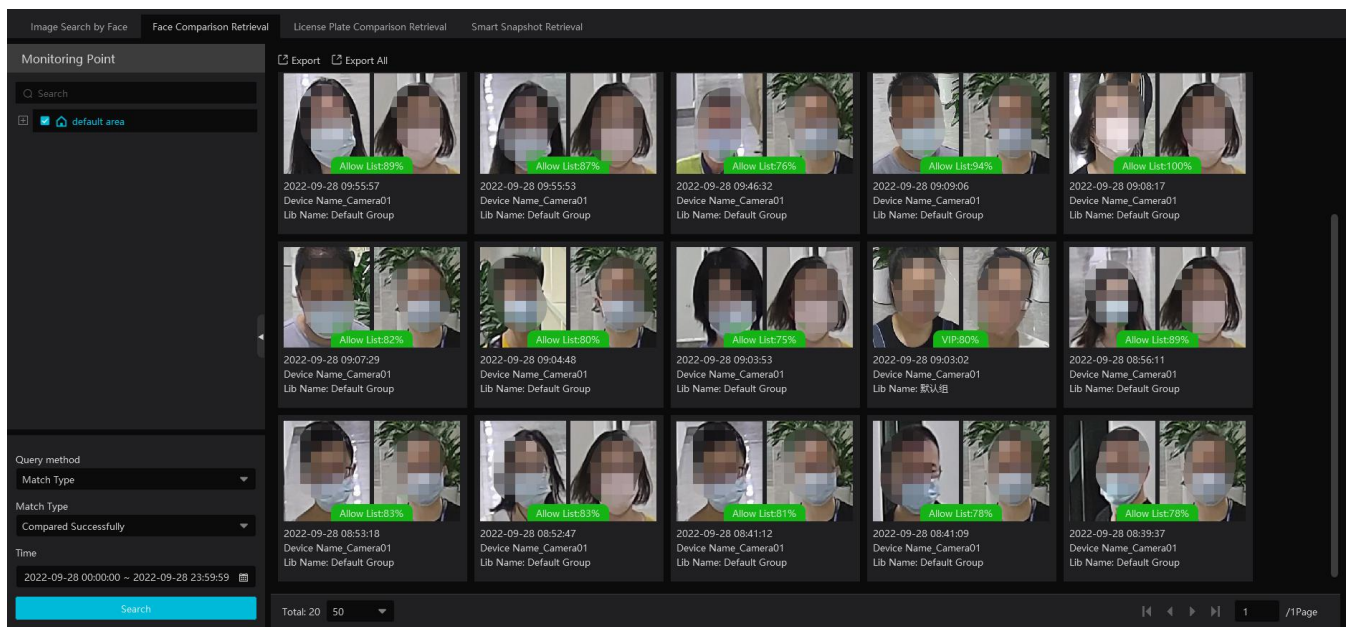 Image Search by Face Face Comparison Retrieval License Plate Comparison Retrieval Smart Snapshot Retrieval
Monitoring Point
Search
default area
Query method
Match Type
Match Type
Compared Successfully
Time
2022-09-28 00:00:00 ~ 2022-09-28 23:59:59
Search
Export Export All
Allow List:89% Allow List:87% Allow List:76% Allow List:94% Allow List:100%
2022-09-28 09:55:57 2022-09-28 09:55:53 2022-09-28 09:46:32 2022-09-28 09:09:06 2022-09-28 09:08:17
Device Name_Camera01 Device Name_Camera01 Device Name_Camera01 Device Name_Camera01 Device Name_Camera01
Lib Name: Default Group Lib Name: Default Group Lib Name: Default Group Lib Name: Default Group Lib Name: Default Group
Allow List:82% Allow List:80% Allow List:75% VIP:80% Allow List:89%
2022-09-28 09:07:29 2022-09-28 09:04:48 2022-09-28 09:03:53 2022-09-28 09:03:02 2022-09-28 08:56:11
Device Name_Camera01 Device Name_Camera01 Device Name_Camera01 Device Name_Camera01 Device Name_Camera01
Lib Name: Default Group Lib Name: Default Group Lib Name: Default Group Lib Name: 默认组 Lib Name: Default Group
Allow List:83% Allow List:83% Allow List:81% Allow List:78% Allow List:78%
2022-09-28 08:53:18 2022-09-28 08:52:47 2022-09-28 08:41:12 2022-09-28 08:41:09 2022-09-28 08:39:37
Device Name_Camera01 Device Name_Camera01 Device Name_Camera01 Device Name_Camera01 Device Name_Camera01
Lib Name: Default Group Lib Name: Default Group Lib Name: Default Group Lib Name: Default Group Lib Name: Default Group
Total: 20 50 1 /1Page